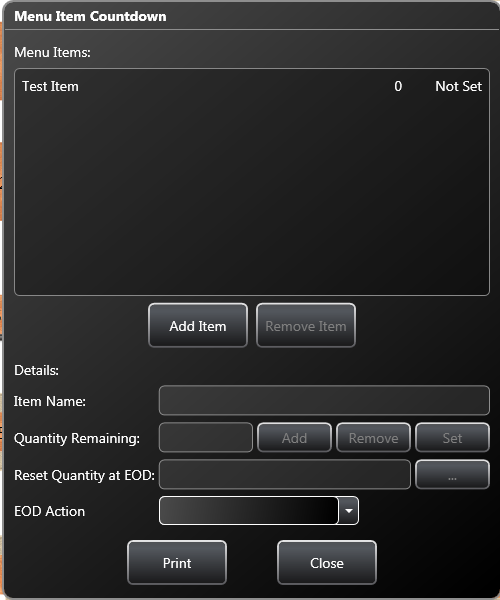 Menu Item Countdown
Menu Items:
Test Item 0 Not Set
Add Item Remove Item
Details:
Item Name:
Quantity Remaining: Add Remove Set
Reset Quantity at EOD: ...
EOD Action
Print Close